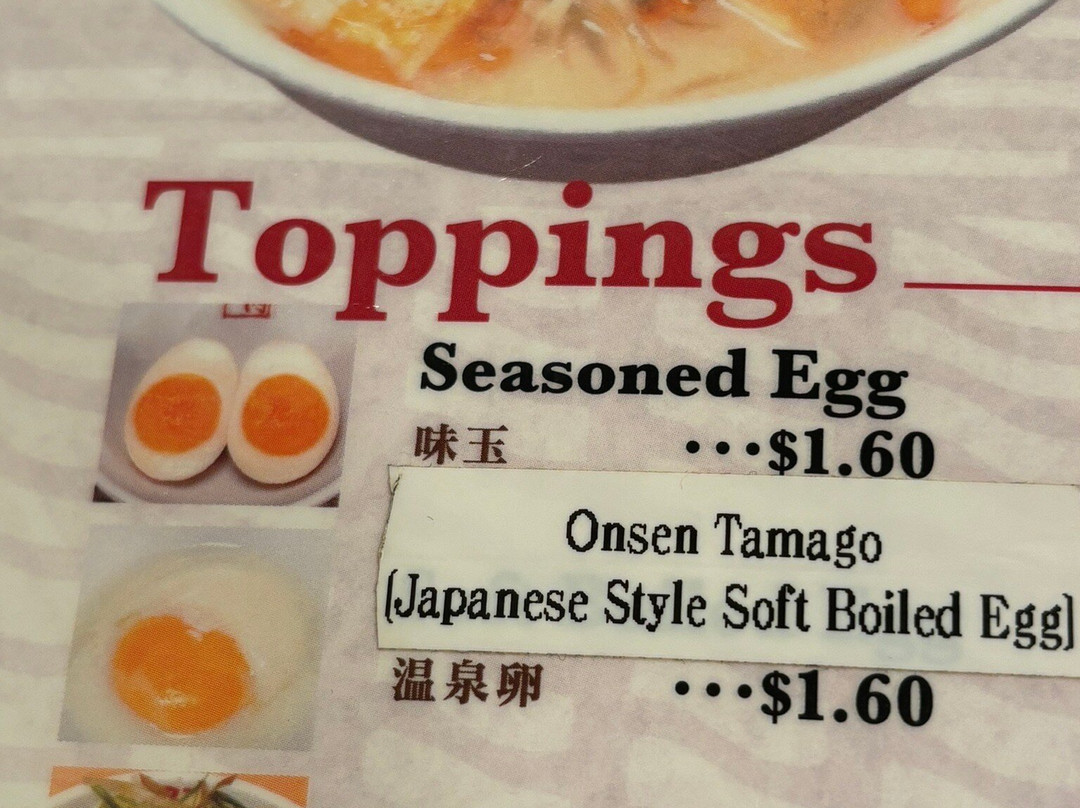 Toppings
Seasoned Egg
味玉 ···$1.60
Onsen Tamago
(Japanese Style Soft Boiled Egg)
温泉卵 ···$1.60